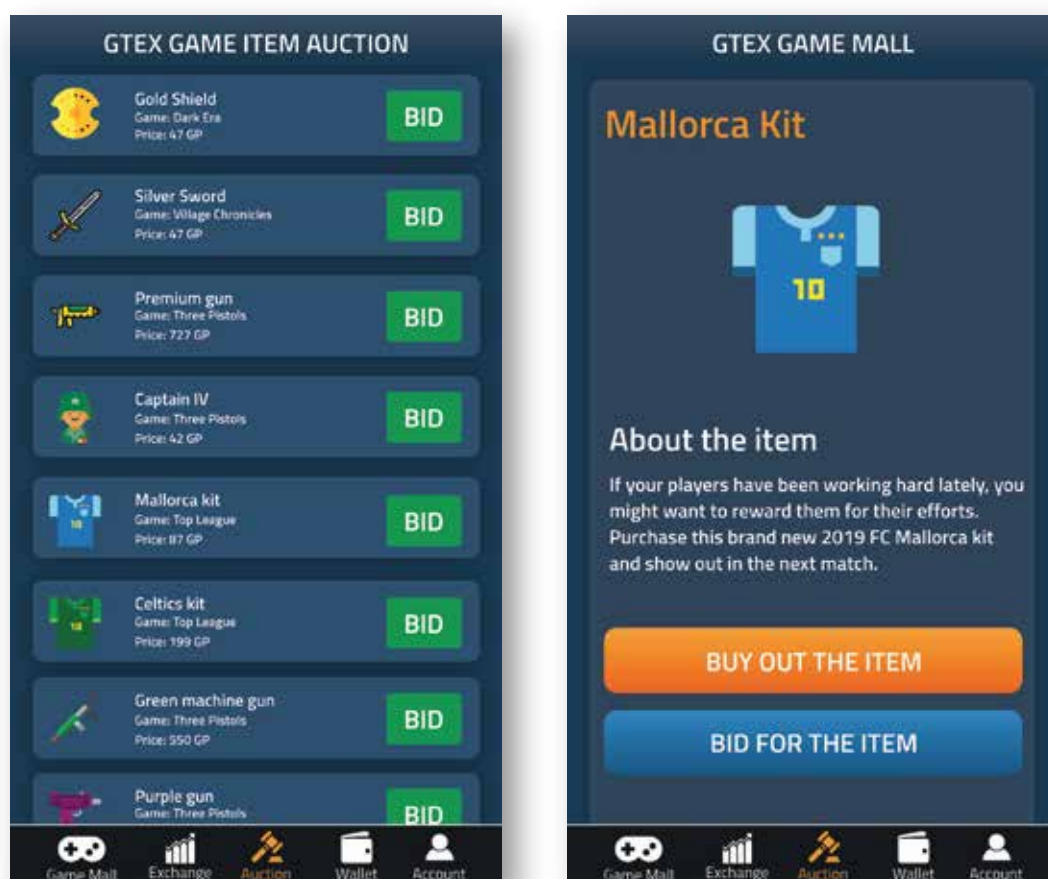 GTEX GAME ITEM AUCTION
Gold Shield
Game: Dark Era
Price: 47 GP
BID
Silver Sword
Game: Village Chronicles
Price: 47 GP
BID
Premium gun
Game: Three Pistols
Price: 727 GP
BID
Captain IV
Game: Three Pistols
Price: 42 GP
BID
Mallorca kit
Game: Top League
Price: 87 GP
BID
Celtics kit
Game: Top League
Price: 199 GP
BID
Green machine gun
Game: Three Pistols
Price: 550 GP
BID
Purple gun
Game: Three Pistols
BID
Game Mall Exchange Auction Wallet Account
GTEX GAME MALL
Mallorca Kit
10
About the item
If your players have been working hard lately, you
might want to reward them for their efforts.
Purchase this brand new 2019 FC Mallorca kit
and show out in the next match.
BUY OUT THE ITEM
BID FOR THE ITEM
Game Mall Exchange Auction Wallet Account